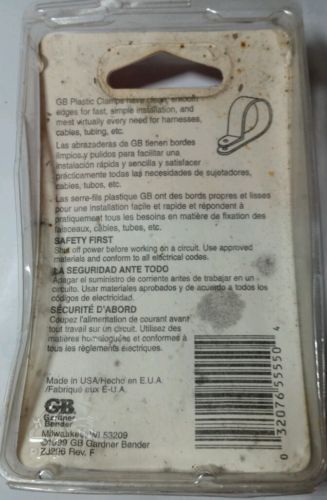 GB Plastic Clamps have clean, smooth
edges for fast, simple installation, and
mest virtually every need for harnesses,
cables, tubing, etc.
Las abrazaderas de GB tienen bordes
limpios y pulidos para facilitar una
instalación rápida y sencilla y satisfacer
prácticamente todas las necesidades de sujetadores,
cables, tubos, etc.
Les serre-fils plastique GB ont des bords propres et lisses
pour une installation facile et rapide et répondent à
pratiquement tous les besoins en matière de fixation des
faisceaux, câbles, tubes, etc.
SAFETY FIRST
Shut off power before working on a circuit. Use approved
materials and conform to all electrical codes.
LA SEGURIDAD ANTE TODO
Apagar el suministro de corriente antes de trabajar en un
circuito. Usar materiales aprobados y de acuerdo a todos los
códigos de electricidad.
SÉCURITÉ D'ABORD
Coupez l'alimentation de courant avant
tout travail sur un circuit. Utilisez des
matériaux homologués et conformes à
tous les règlements électriques.
Made in USA/Hecho en E.U.A.
/Fabriqué aux E-U.A.
GB
Gardner
Bender
Milwaukee, WI 53209
©1999 GB Gardner Bender
ZJ296 Rev. F
0 32076 55550 4